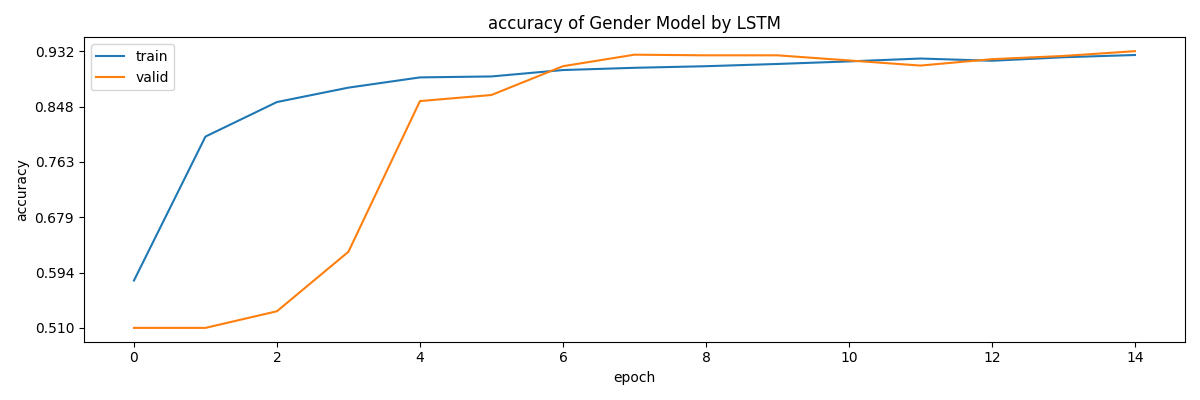 accuracy of Gender Model by LSTM
train
valid
0.932
0.848
0.763
0.679
0.594
0.510
accuracy
0 2 4 6 8 10 12 14
epoch